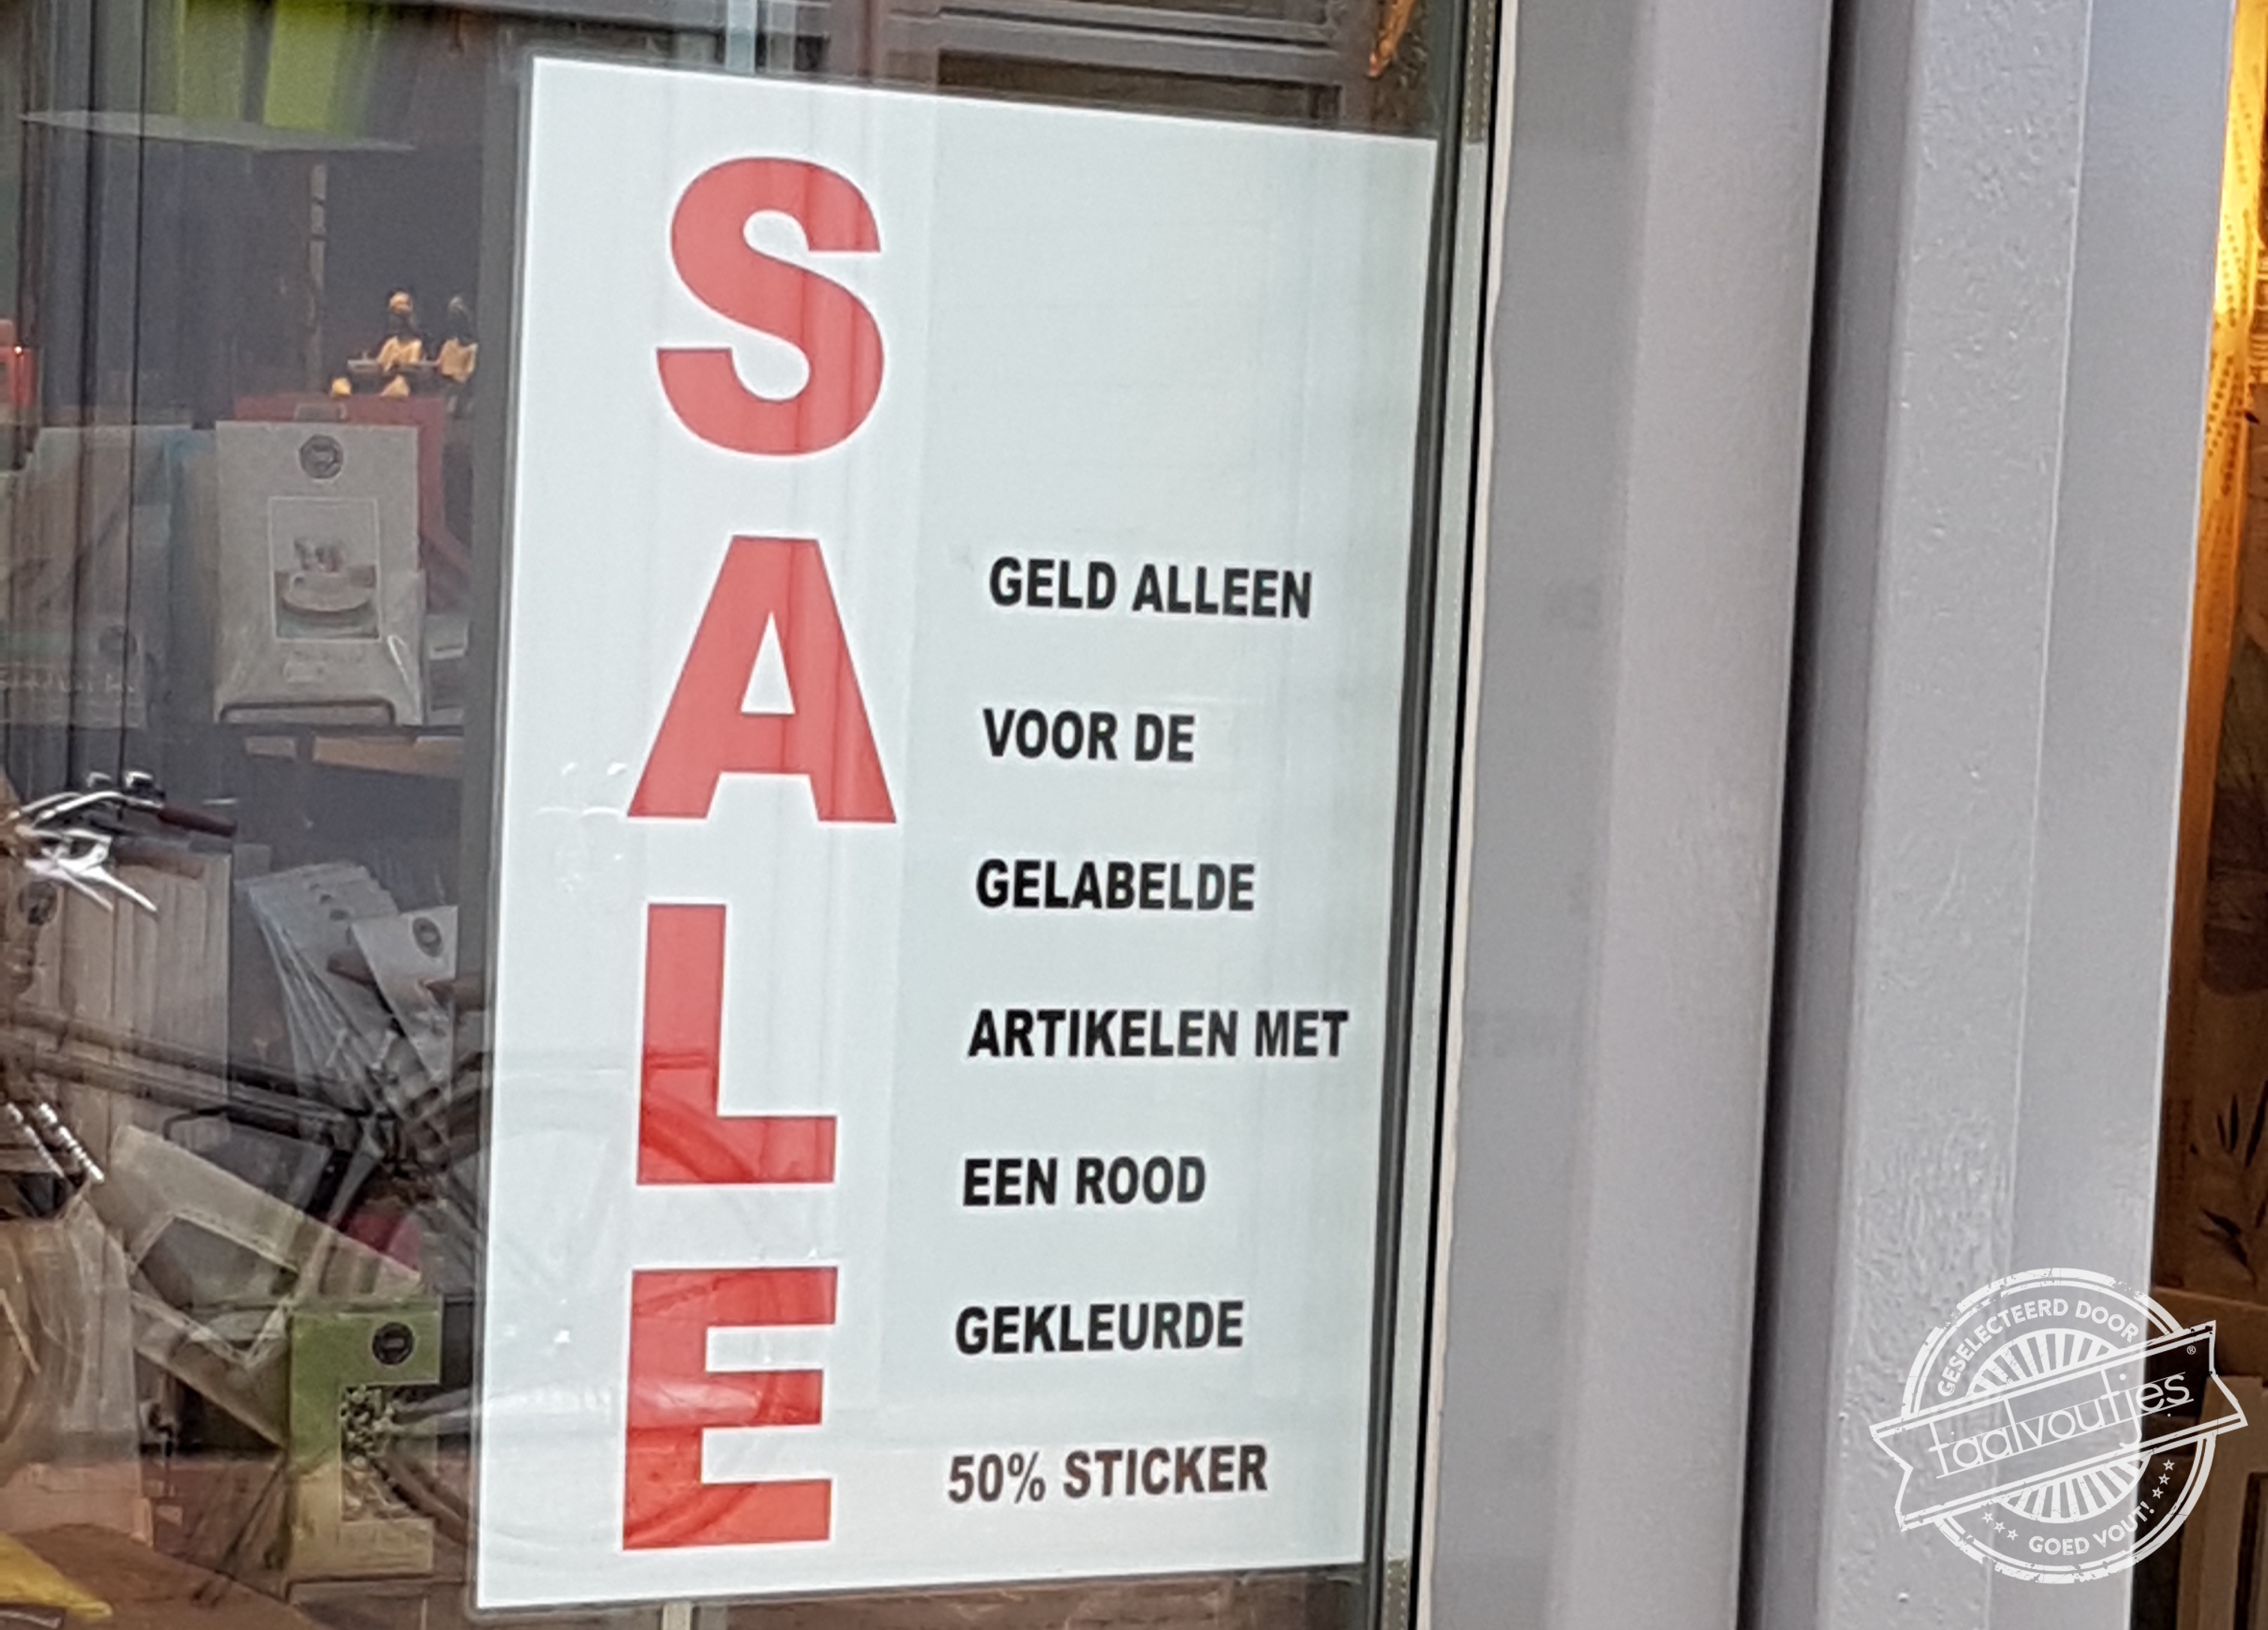 SALE
GELD ALLEEN
VOOR DE
GELABELDE
ARTIKELEN MET
EEN ROOD
GEKLEURDE
50% STICKER
GESELECTEERD DOOR
taalvoutjes®
GOED VOUT!